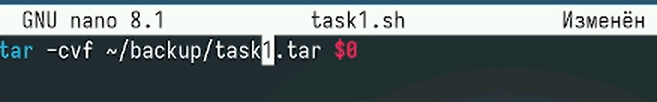 GNU nano 8.1 task1.sh Изменён
tar -cvf ~/backup/task1.tar $0